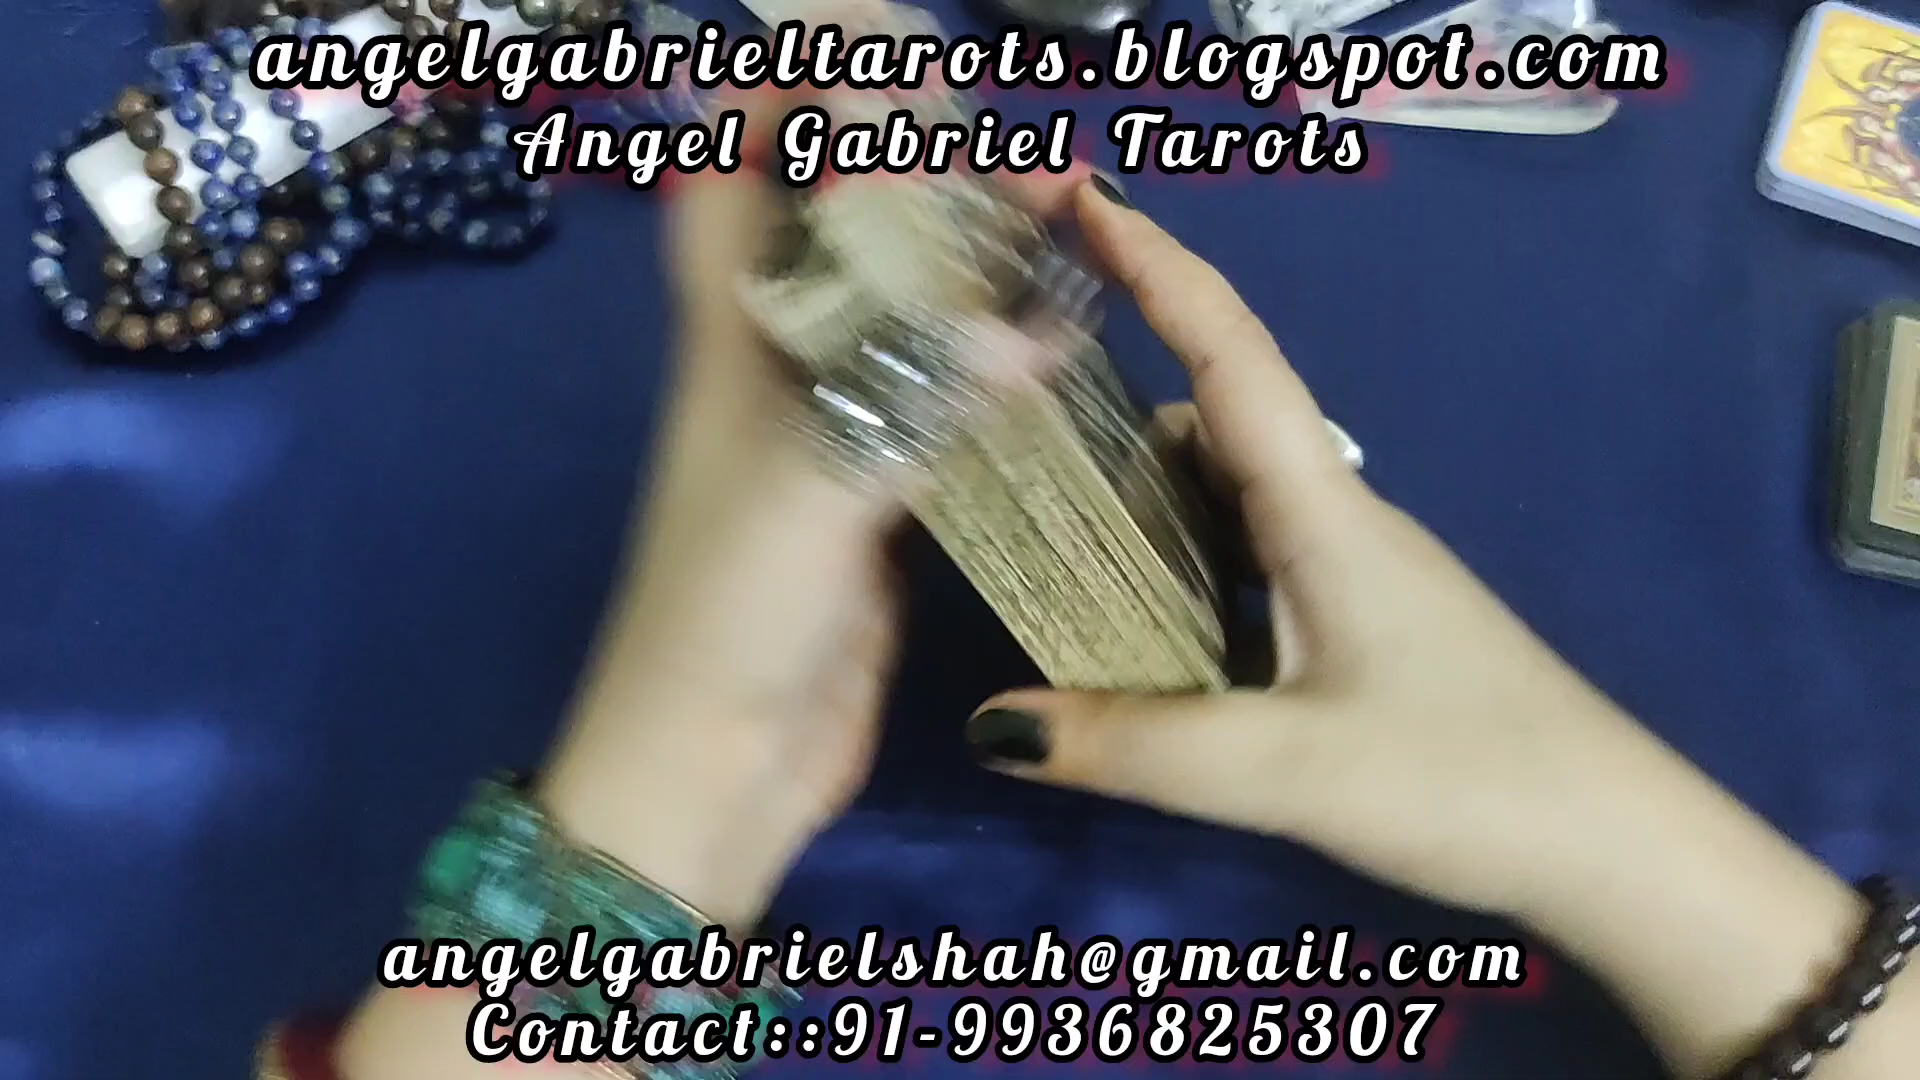 angelgabrieltarots.blogspot.com
Angel Gabriel Tarots
angelgabrielshah@gmail.com
Contact::91-9936825307